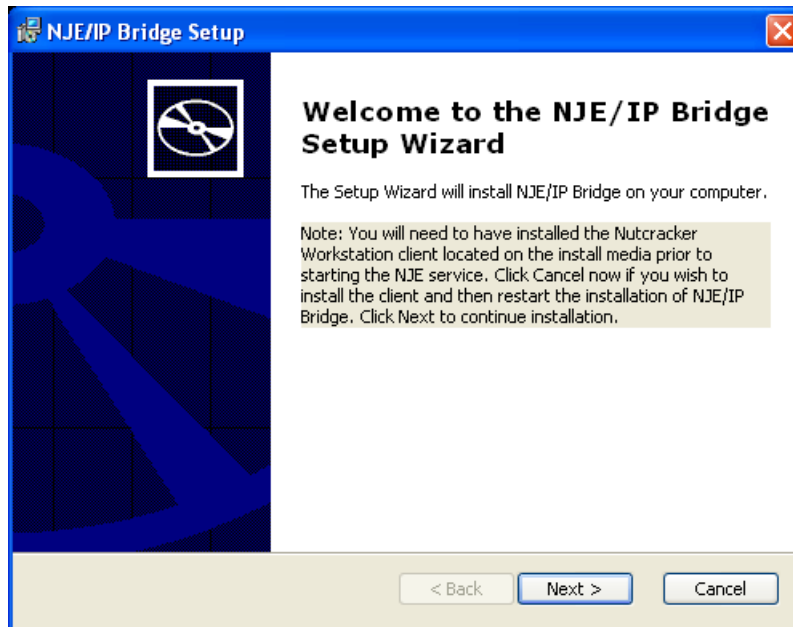 NJE/IP Bridge Setup
Welcome to the NJE/IP Bridge
Setup Wizard
The Setup Wizard will install NJE/IP Bridge on your computer.
Note: You will need to have installed the Nutcracker
Workstation client located on the install media prior to
starting the NJE service. Click Cancel now if you wish to
install the client and then restart the installation of NJE/IP
Bridge. Click Next to continue installation.
< Back Next > Cancel